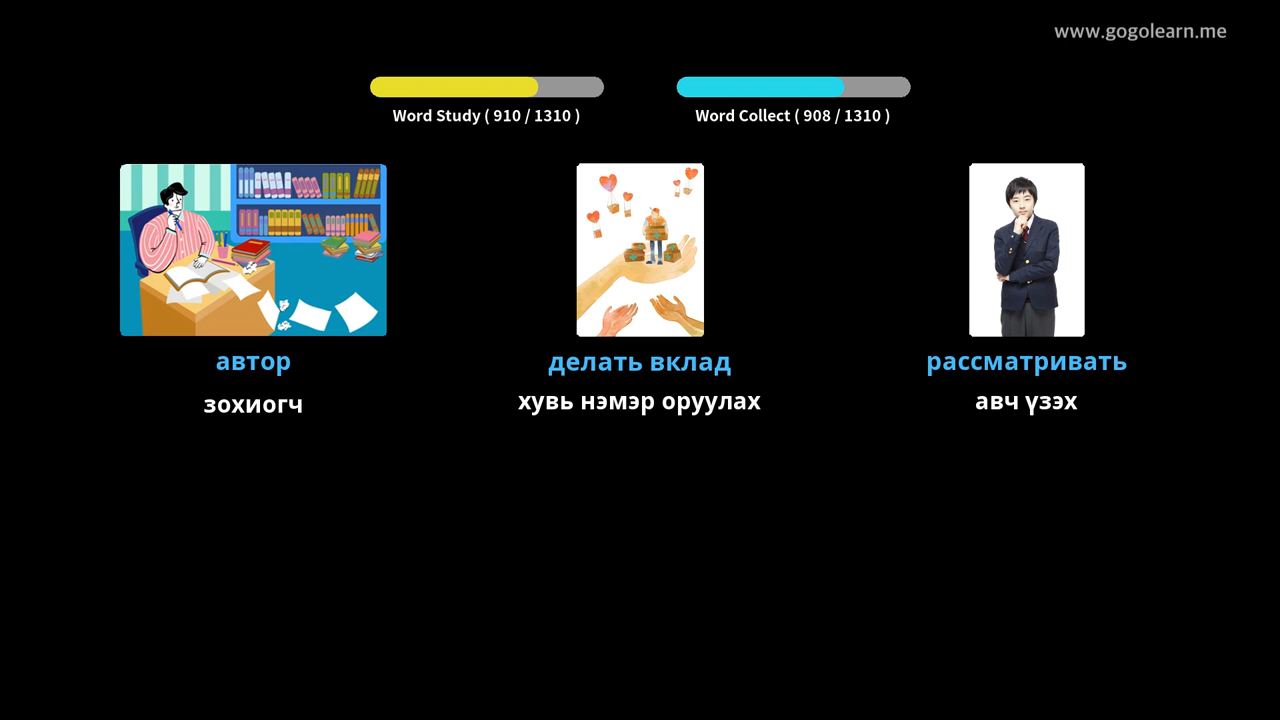 www.gogolearn.me
Word Study ( 910 / 1310 )
Word Collect ( 908 / 1310 )
автор
делать вклад
рассматривать
зохиогч
хувь нэмэр оруулах
авч үзэх